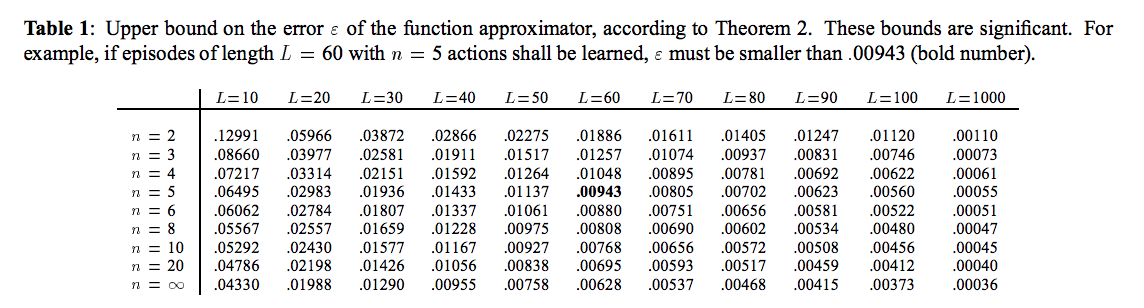 Table 1: Upper bound on the error ε of the function approximator, according to Theorem 2. These bounds are significant. For
example, if episodes of length L = 60 with n = 5 actions shall be learned, ε must be smaller than .00943 (bold number).
L=10 L=20 L=30 L=40 L=50 L=60 L=70 L=80 L=90 L=100 L=1000
n = 2 .12991 .05966 .03872 .02866 .02275 .01886 .01611 .01405 .01247 .01120 .00110
n = 3 .08660 .03977 .02581 .01911 .01517 .01257 .01074 .00937 .00831 .00746 .00073
n = 4 .07217 .03314 .02151 .01592 .01264 .01048 .00895 .00781 .00692 .00622 .00061
n = 5 .06495 .02983 .01936 .01433 .01137 .00943 .00805 .00702 .00623 .00560 .00055
n = 6 .06062 .02784 .01807 .01337 .01061 .00880 .00751 .00656 .00581 .00522 .00051
n = 8 .05567 .02557 .01659 .01228 .00975 .00808 .00690 .00602 .00534 .00480 .00047
n = 10 .05292 .02430 .01577 .01167 .00927 .00768 .00656 .00572 .00508 .00456 .00045
n = 20 .04786 .02198 .01426 .01056 .00838 .00695 .00593 .00517 .00459 .00412 .00040
n = ∞ .04330 .01988 .01290 .00955 .00758 .00628 .00537 .00468 .00415 .00373 .00036